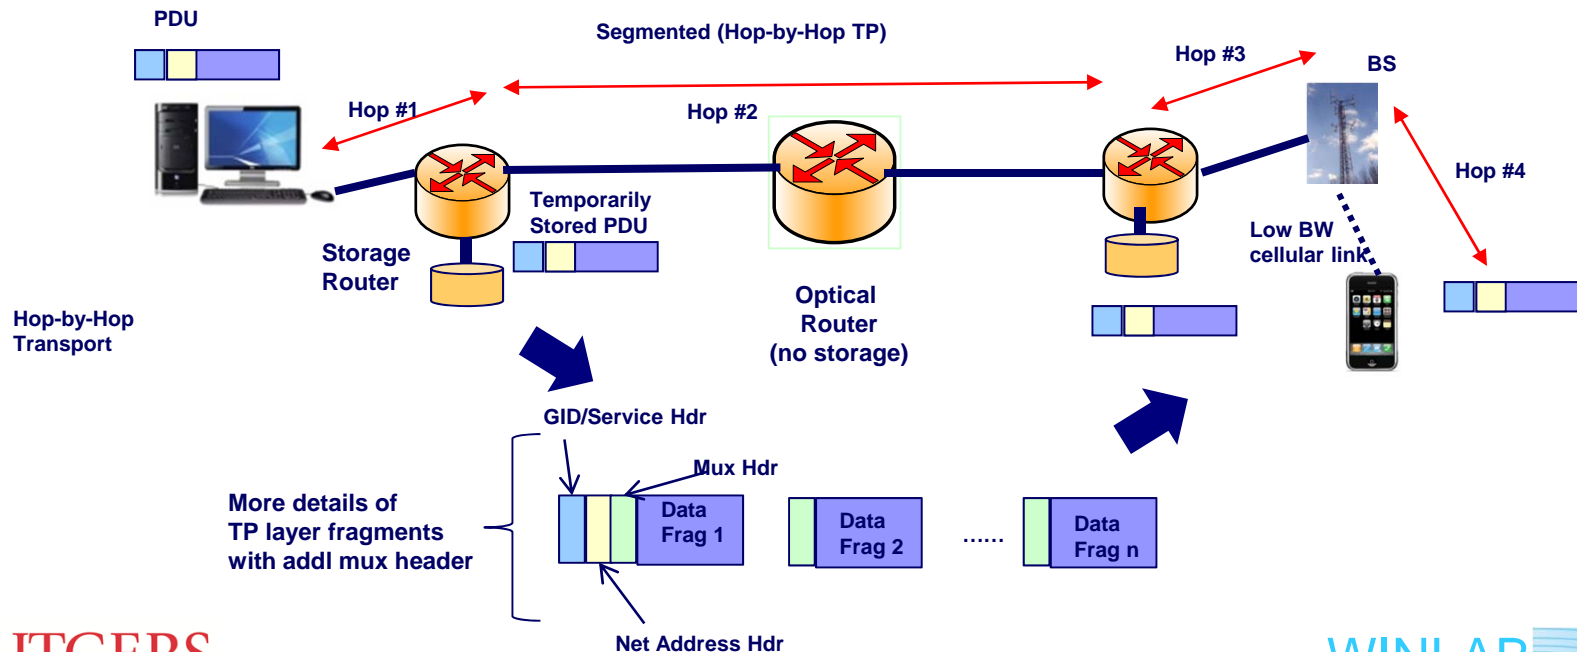 PDU
Segmented (Hop-by-Hop TP)
Hop #3
BS
Hop #1
Hop #2
Hop #4
Temporarily
Stored PDU
Storage
Router
Low BW
cellular link
Optical
Router
(no storage)
Hop-by-Hop
Transport
GID/Service Hdr
Mux Hdr
More details of
TP layer fragments
with addl mux header
Data
Frag 1
Data
Frag 2
......
Data
Frag n
Net Address Hdr